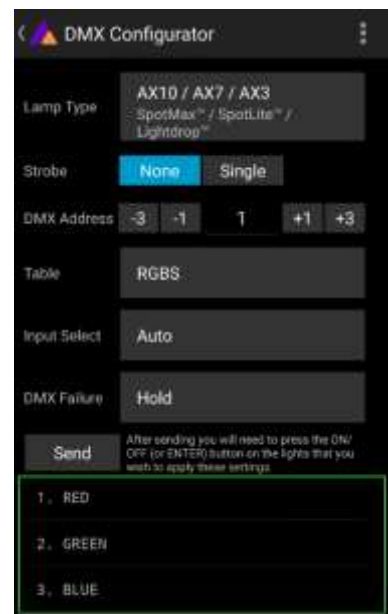 DMX Configurator
Lamp Type
AX10 / AX7 / AX3
SpotMax™ / SpotLite™ /
Lightdrop™
Strobe
None Single
DMX Address -3 -1 1 +1 +3
Table
RGBS
Input Select
Auto
DMX Failure
Hold
Send
After sending you will need to press the ON/
OFF (or ENTER) button on the lights that you
wish to apply these settings
1. RED
2. GREEN
3. BLUE